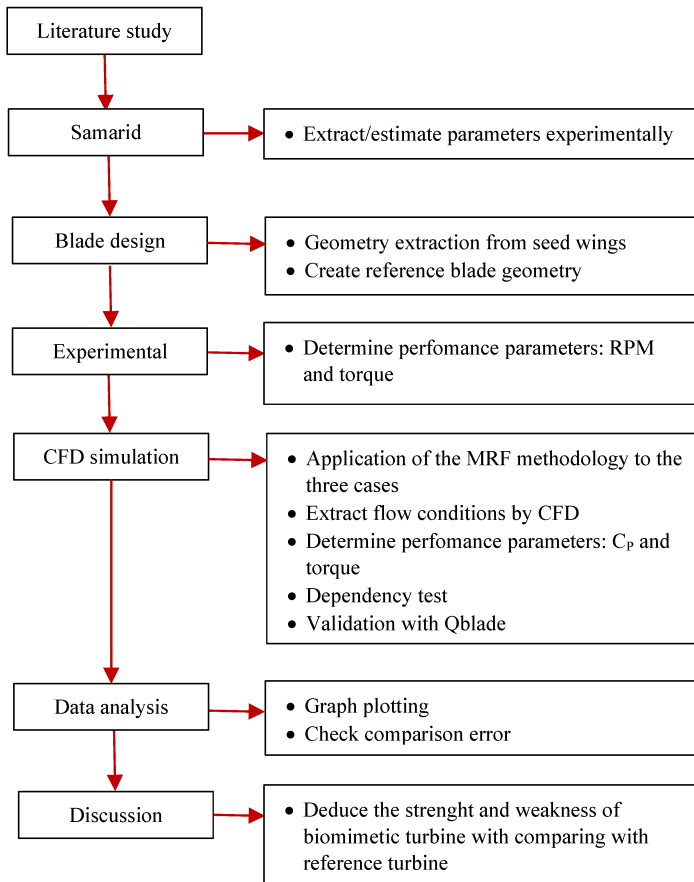 Literature study
Samarid
• Extract/estimate parameters experimentally
Blade design
• Geometry extraction from seed wings
• Create reference blade geometry
Experimental
• Determine perfomance parameters: RPM
and torque
CFD simulation
• Application of the MRF methodology to the
three cases
• Extract flow conditions by CFD
• Determine perfomance parameters: C_P and
torque
• Dependency test
• Validation with Qblade
Data analysis
• Graph plotting
• Check comparison error
Discussion
• Deduce the strenght and weakness of
biomimetic turbine with comparing with
reference turbine